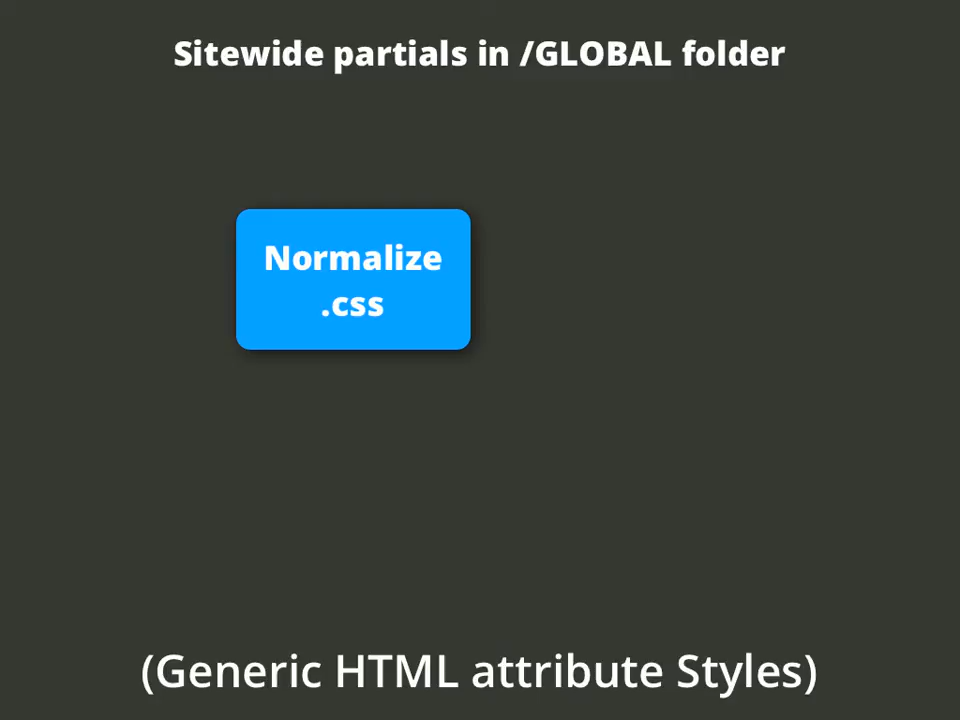 Sitewide partials in /GLOBAL folder
Normalize
.css
(Generic HTML attribute Styles)